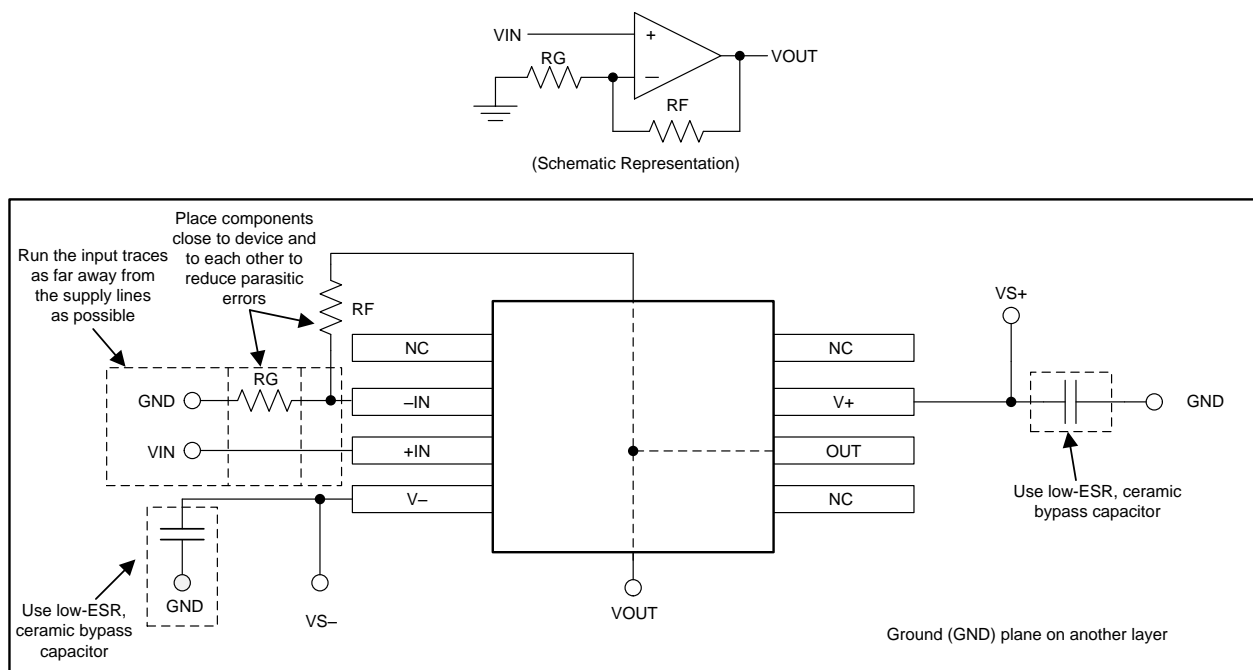 VIN
+
VOUT
RG
–
RF
(Schematic Representation)
Place components
close to device and
to each other to
reduce parasitic
errors
Run the input traces
as far away from
the supply lines
as possible
RF
VS+
NC
NC
RG
GND
–IN
V+
GND
VIN
+IN
OUT
V–
NC
Use low-ESR, ceramic
bypass capacitor
GND
VS–
VOUT
Use low-ESR,
ceramic bypass
capacitor
Ground (GND) plane on another layer